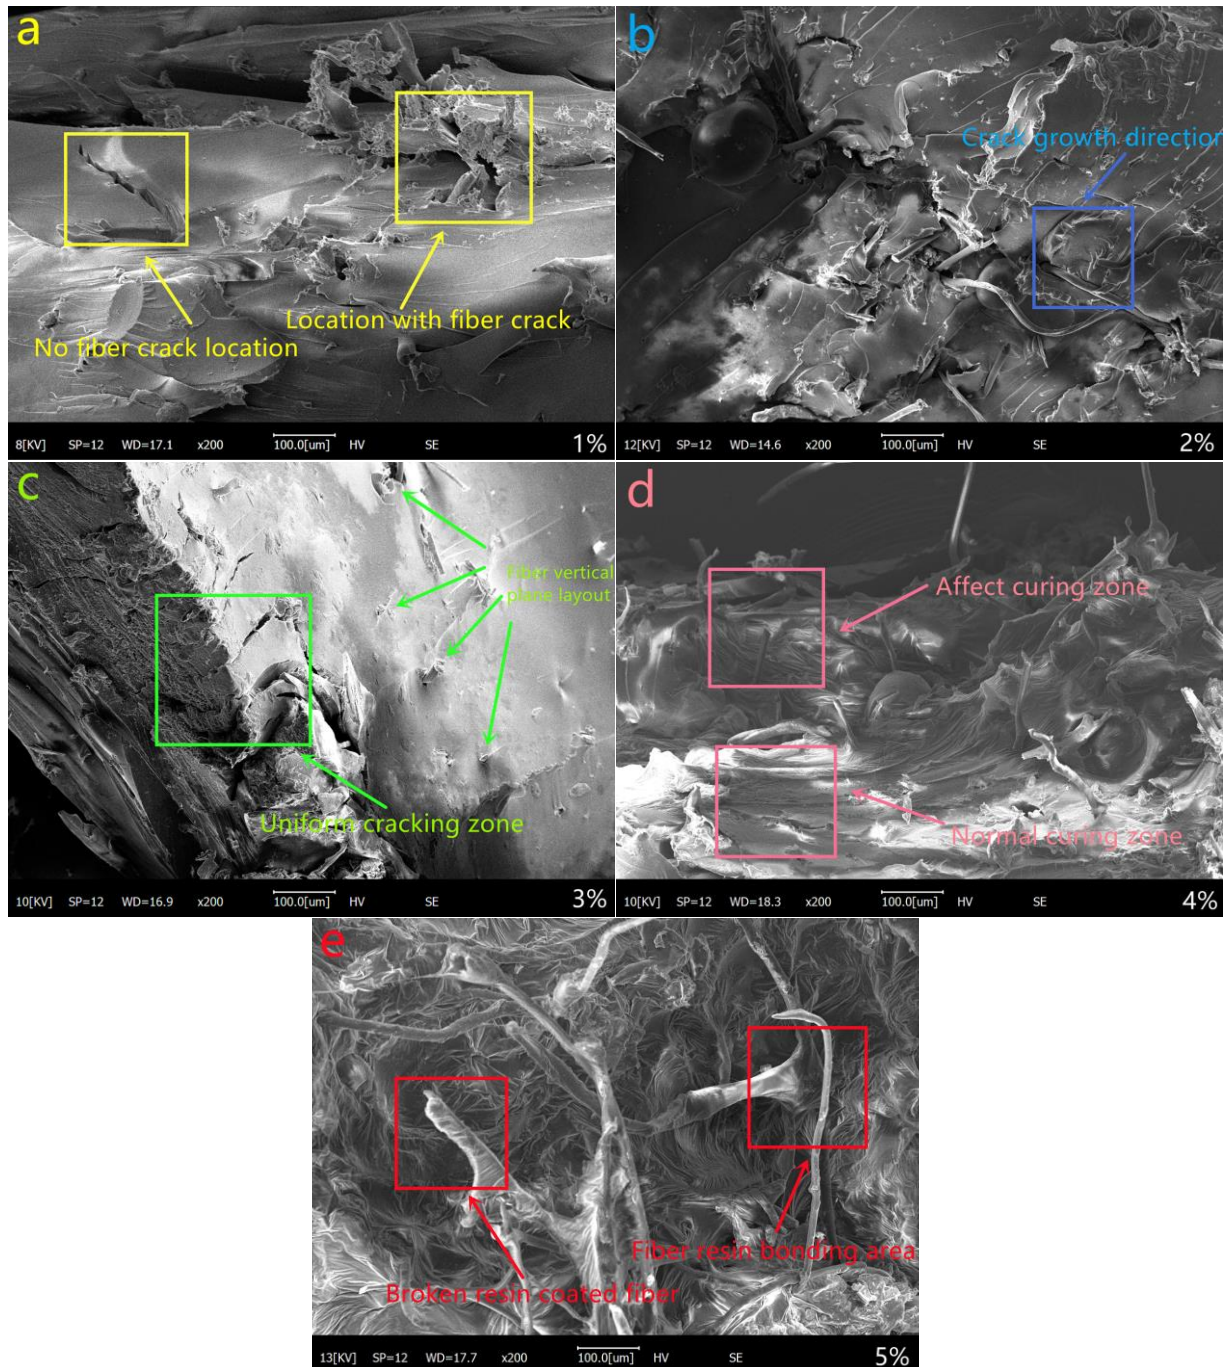 a
Location with fiber crack
No fiber crack location
8[KV] SP=12 WD=17.1 x200 100.0[um] HV SE 1%
b
Crack growth direction
12[KV] SP=12 WD=14.6 x200 100.0[um] HV SE 2%
c
Fiber vertical
plane layout
Uniform cracking zone
10[KV] SP=12 WD=16.9 x200 100.0[um] HV SE 3%
d
Affect curing zone
Normal curing zone
10[KV] SP=12 WD=18.3 x200 100.0[um] HV SE 4%
e
Fiber resin bonding area
Broken resin coated fiber
13[KV] SP=12 WD=17.7 x200 100.0[um] HV SE 5%